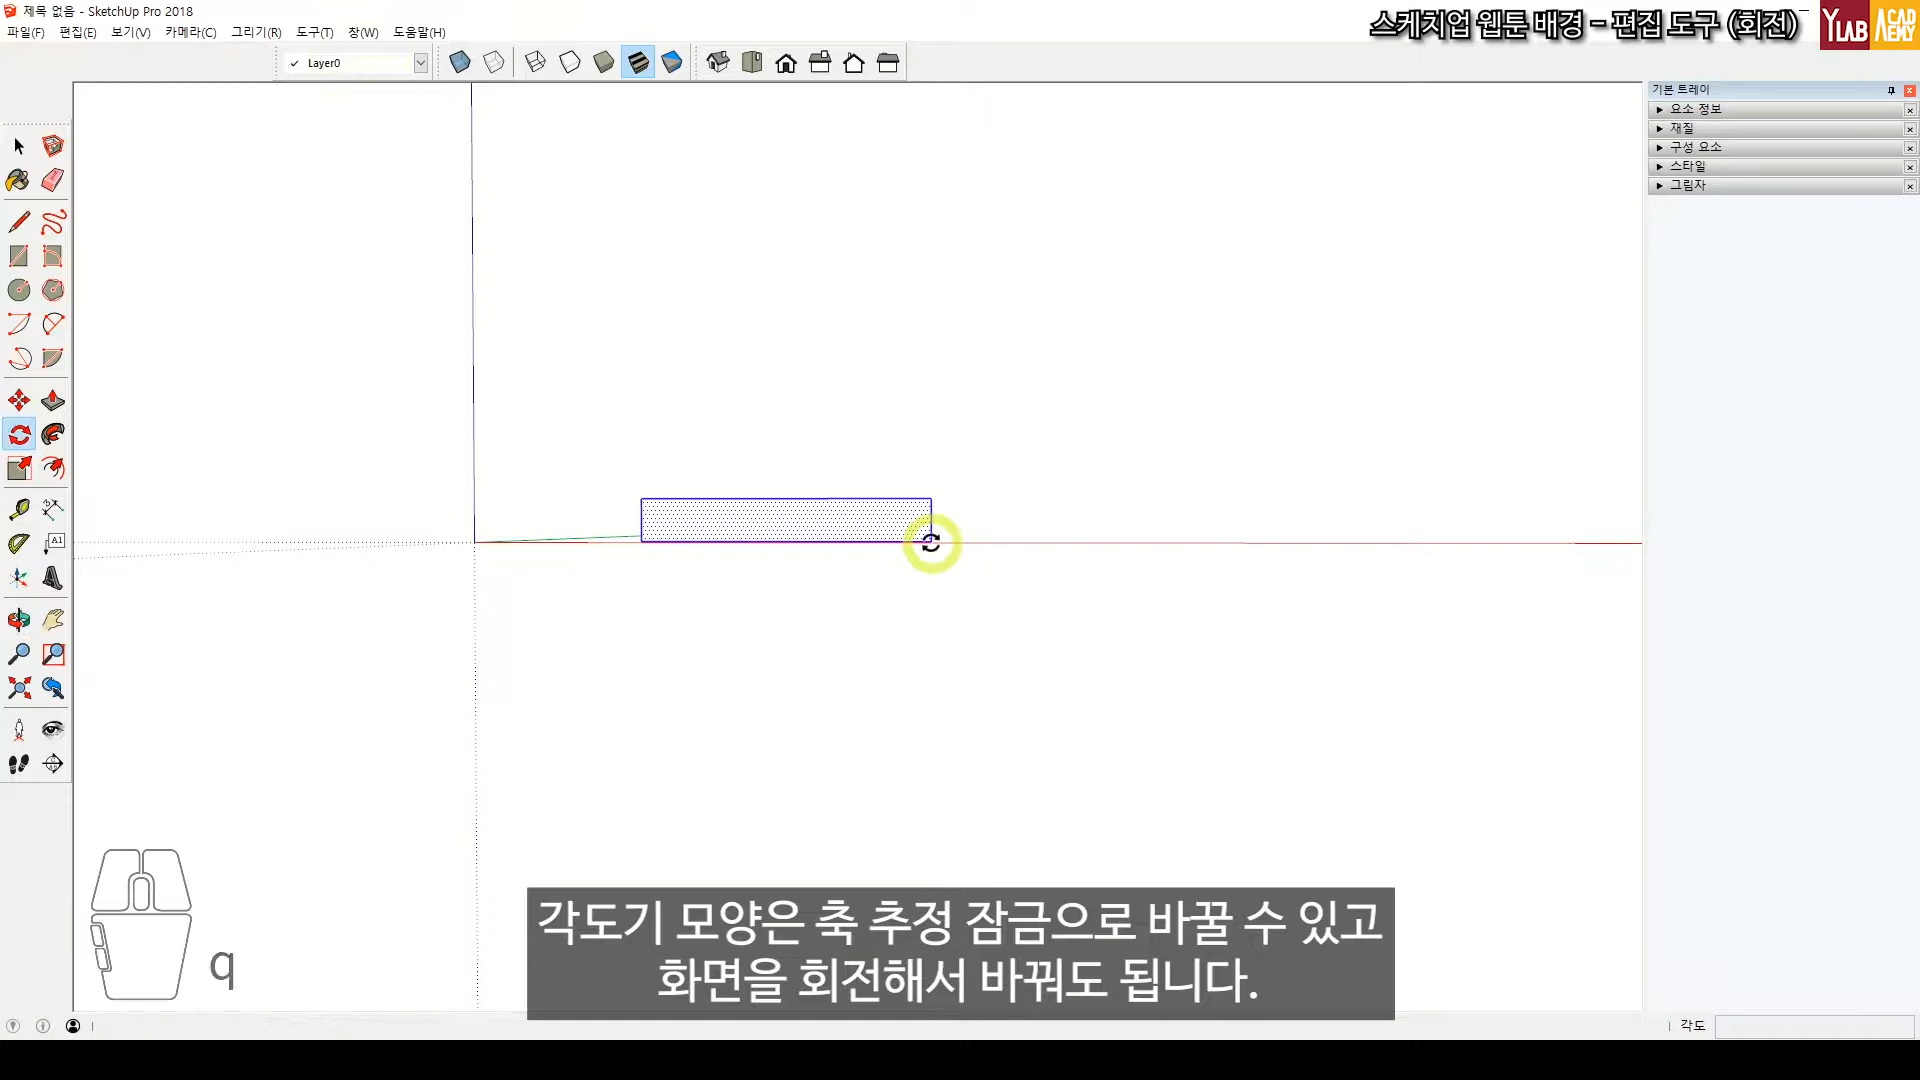 제목 없음 - SketchUp Pro 2018
스케치업 웹툰 배경 - 편집 도구 (회전)
YLAB ACADEMY
파일(F) 편집(E) 보기(V) 카메라(C) 그리기(R) 도구(T) 창(W) 도움말(H)
Layer0
기본 트레이
요소 정보
재질
구성 요소
스타일
그림자
A1
q
각도기 모양은 축 추정 잠금으로 바꿀 수 있고
화면을 회전해서 바꿔도 됩니다.
각도